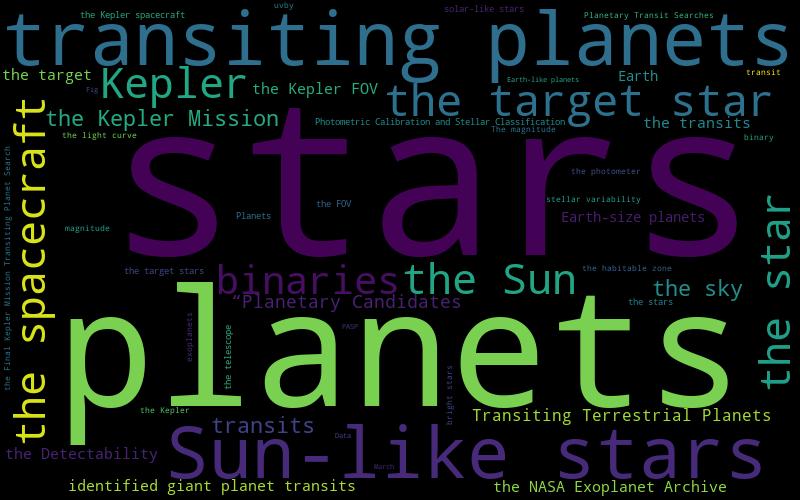 the Kepler spacecraft
uvby
solar-like stars
Planetary Transit Searches
transiting planets
the target
Fig
Kepler
the Kepler FOV
Earth-like planets
Earth
transit
the target star
the Kepler Mission
Photometric Calibration and Stellar Classification
The magnitude
the transits
the light curve
binary
stars
the spacecraft
the Final Kepler Mission Transiting Planet Search
the photometer
stellar variability
the FOV
Planets
Earth-size planets
magnitude
the star
the target stars
binaries
the Sun
the habitable zone
the sky
“Planetary Candidates
the stars
planets
exoplanets
the telescope
PASP
bright stars
the Kepler
transits
Transiting Terrestrial Planets
Data
Sun-like stars
the Detectability
March
identified giant planet transits
the NASA Exoplanet Archive